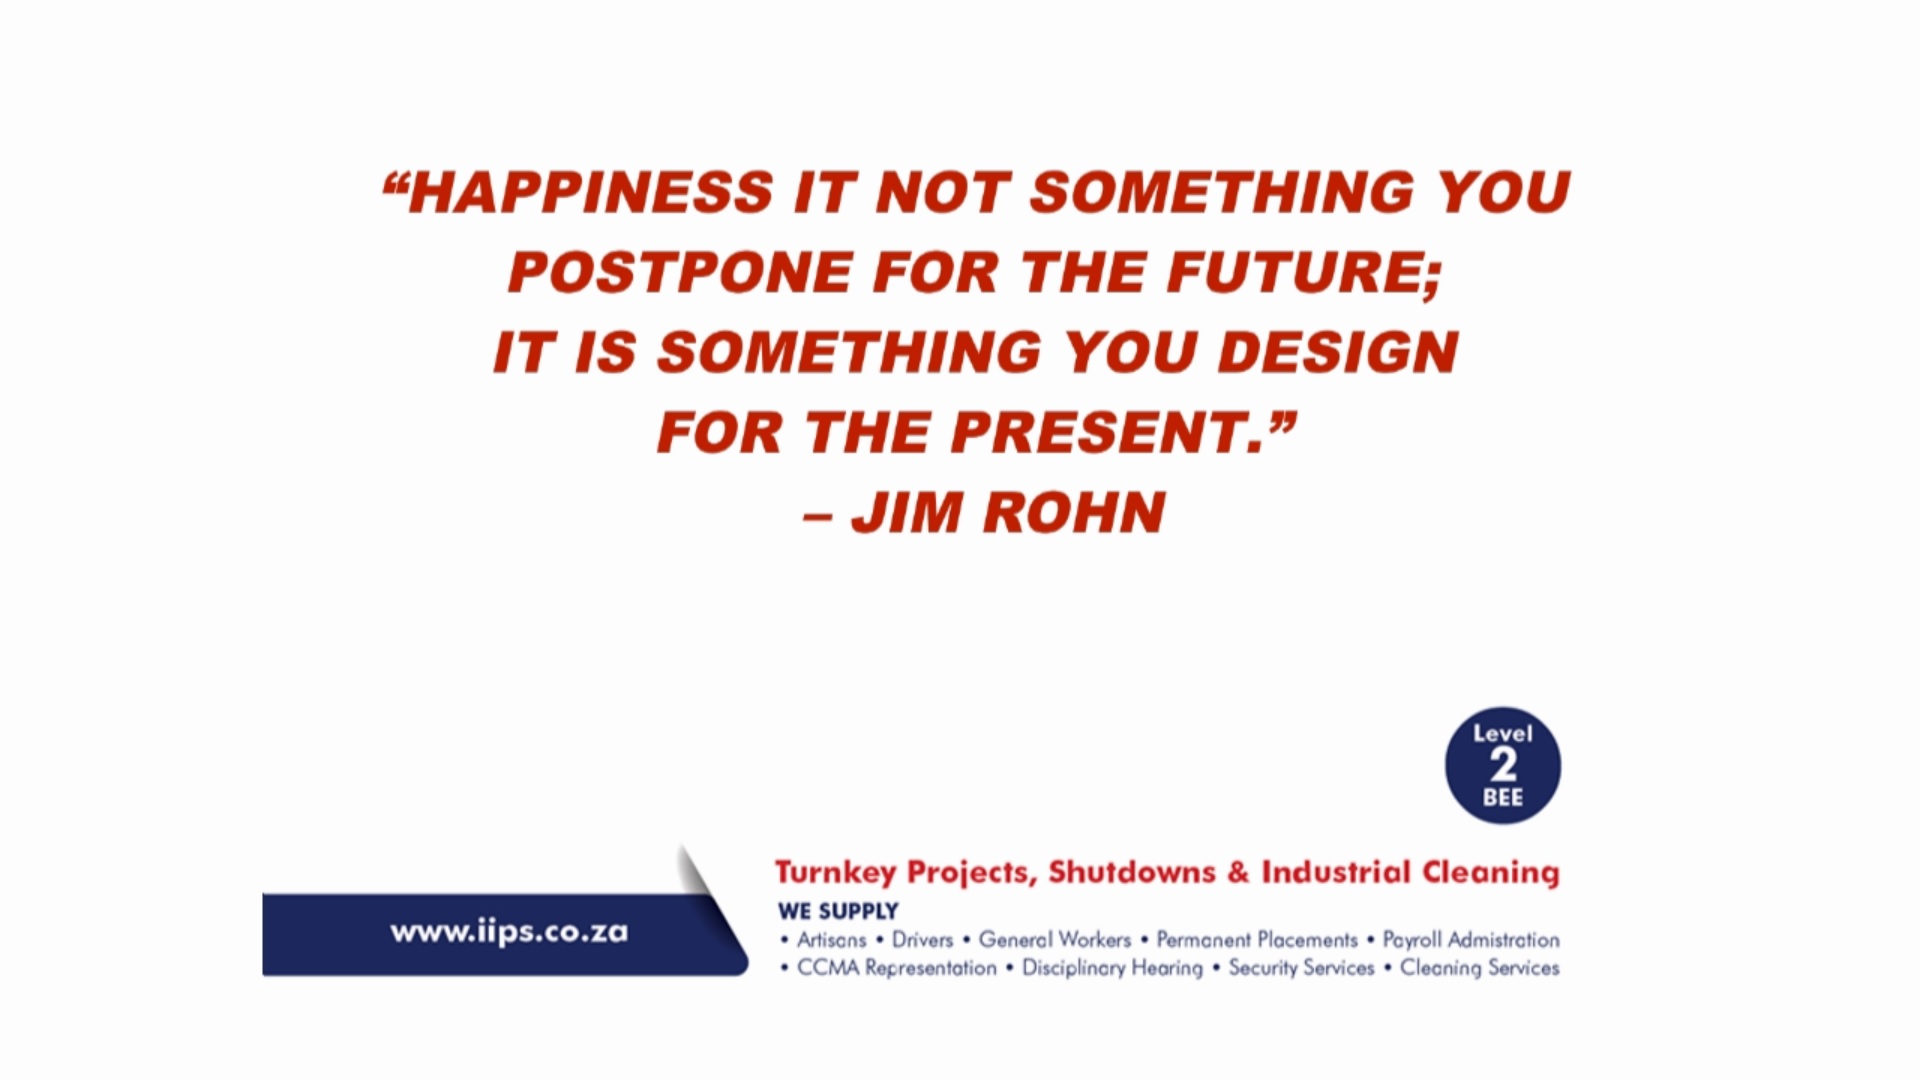 “HAPPINESS IT NOT SOMETHING YOU
POSTPONE FOR THE FUTURE;
IT IS SOMETHING YOU DESIGN
FOR THE PRESENT.”
– JIM ROHN
Level
2
BEE
www.iips.co.za
Turnkey Projects, Shutdowns & Industrial Cleaning
WE SUPPLY
• Artisans • Drivers • General Workers • Permanent Placements • Payroll Admistration
• CCMA Representation • Disciplinary Hearing • Security Services • Cleaning Services